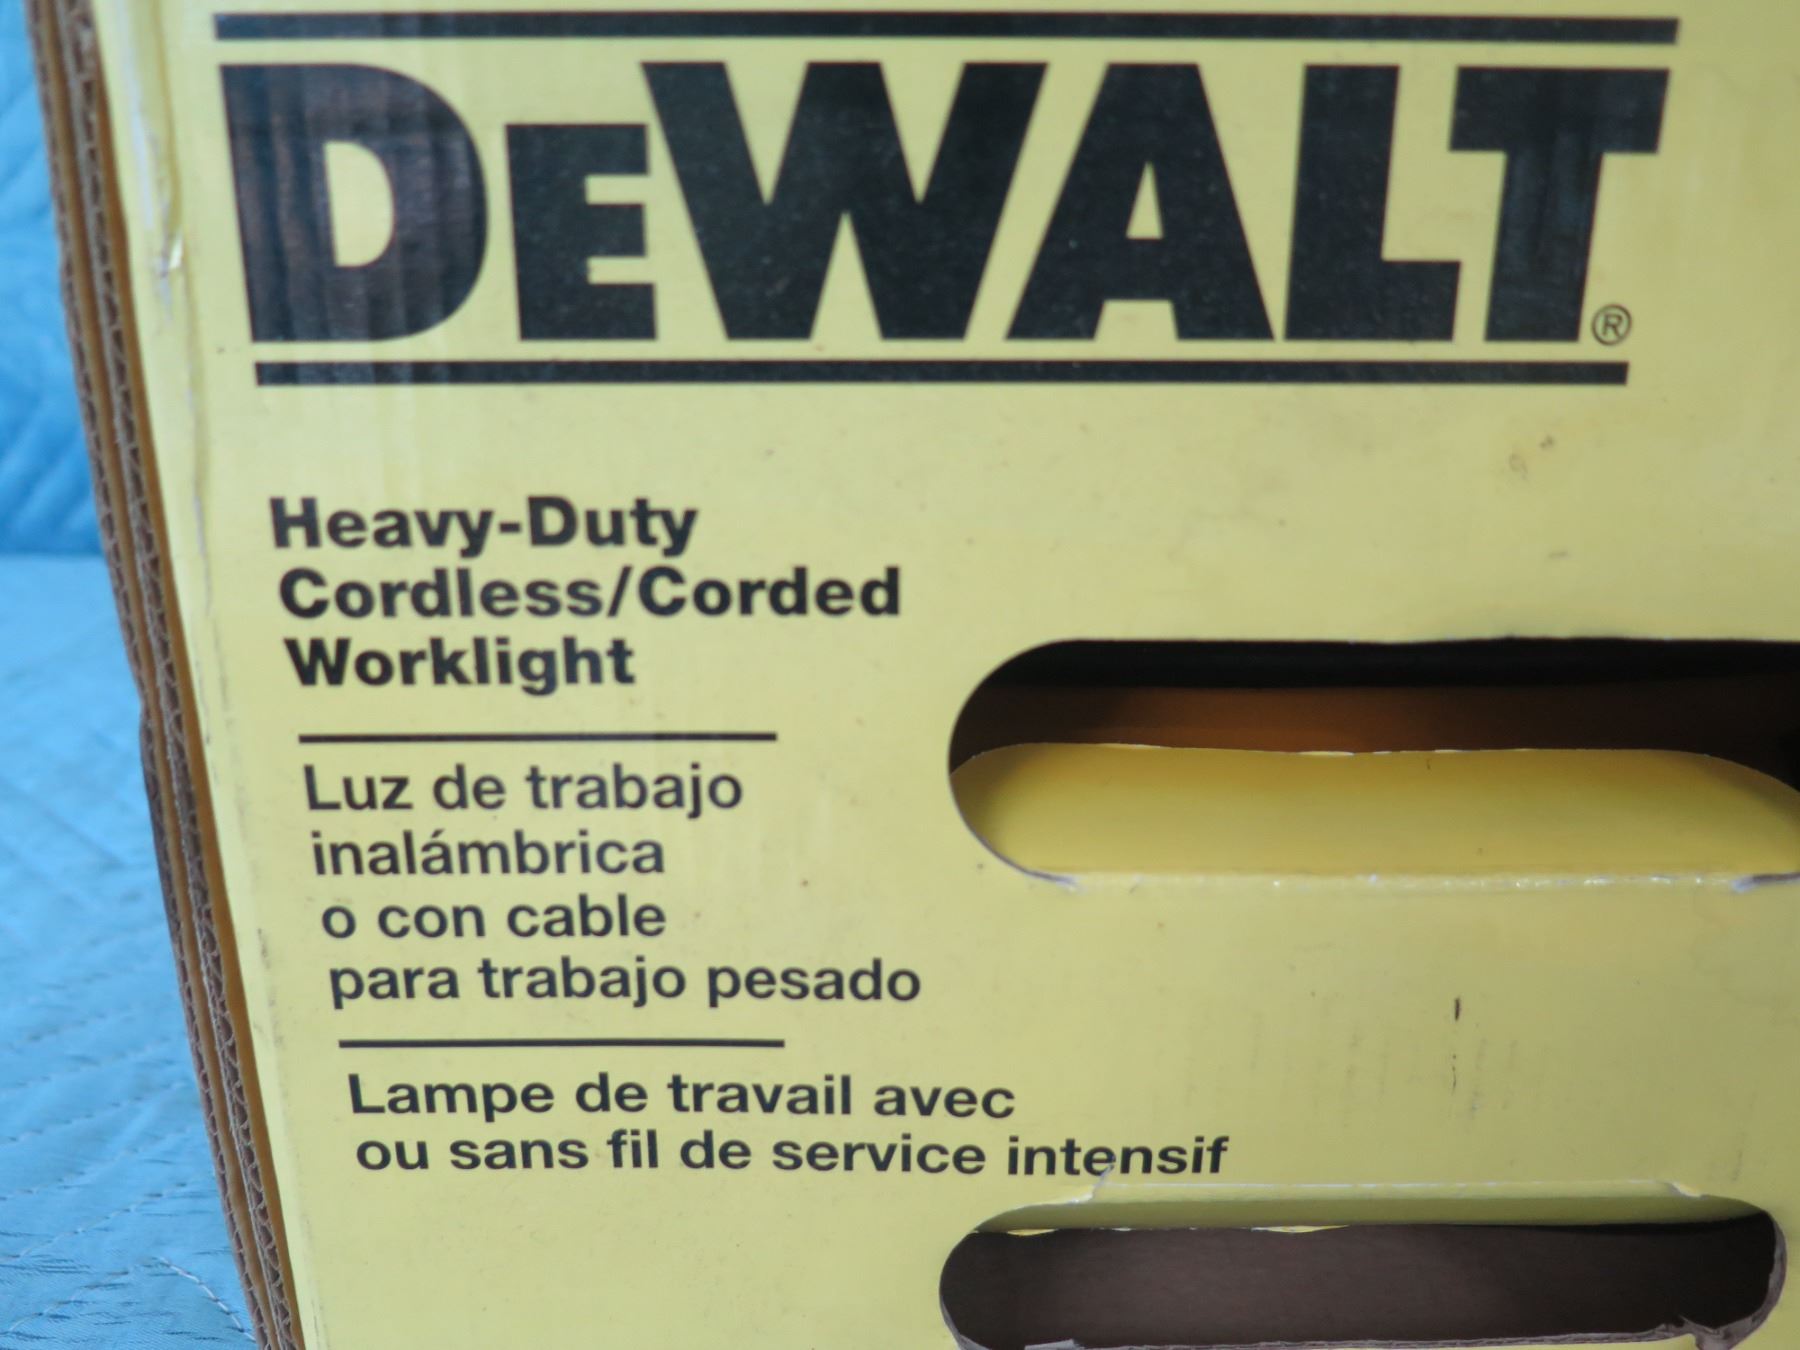 DEWALT®
Heavy-Duty
Cordless/Corded
Worklight
Luz de trabajo
inalámbrica
o con cable
para trabajo pesado
Lampe de travail avec
ou sans fil de service intensif